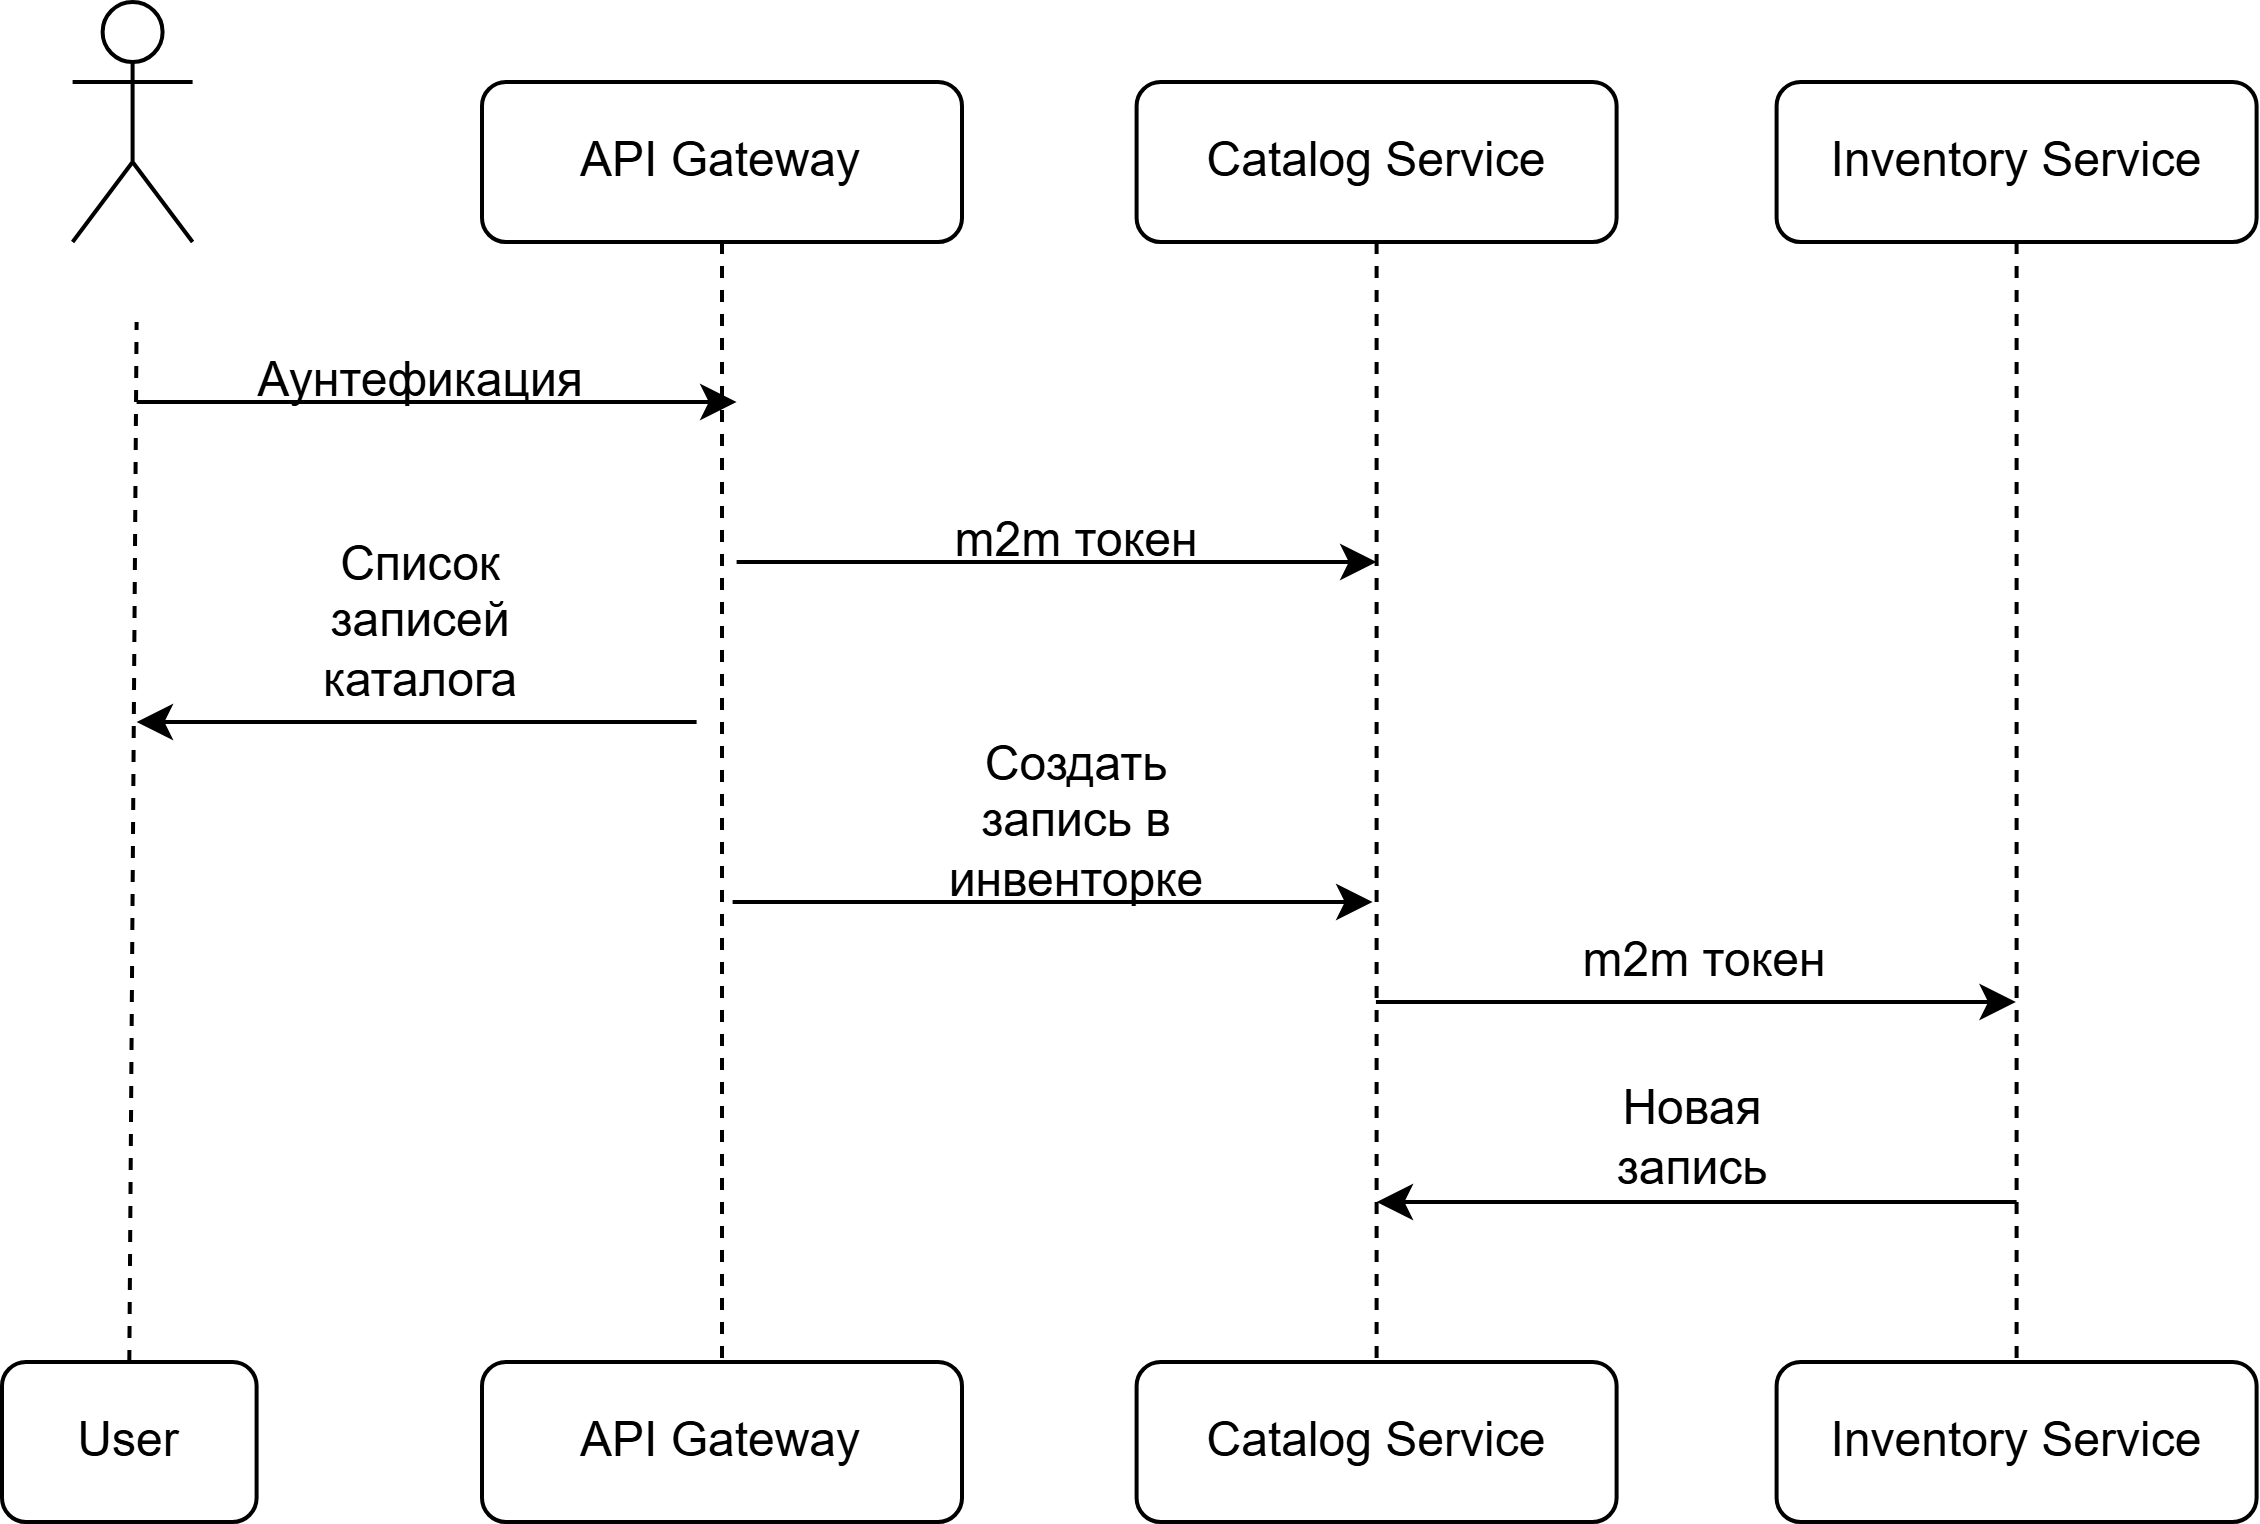 API Gateway
Catalog Service
Inventory Service
Аунтефикация
m2m токен
Список
записей
каталога
Создать
запись в
инвенторке
m2m токен
Новая
запись
User
API Gateway
Catalog Service
Inventory Service